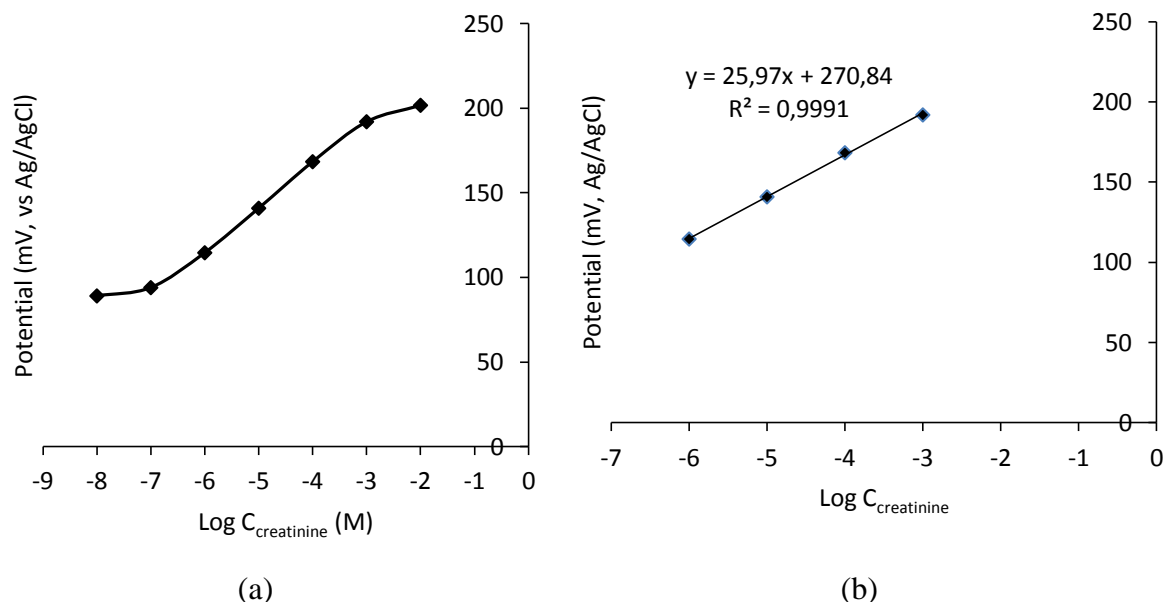 250
200
150
100
50
0
-9 -8 -7 -6 -5 -4 -3 -2 -1 0
Potential (mV, vs Ag/AgCl)
Log C creatinine (M)
(a)
250
200
150
100
50
0
-7 -6 -5 -4 -3 -2 -1 0
y = 25,97x + 270,84
R² = 0,9991
Potential (mV, Ag/AgCl)
Log C creatinine
(b)